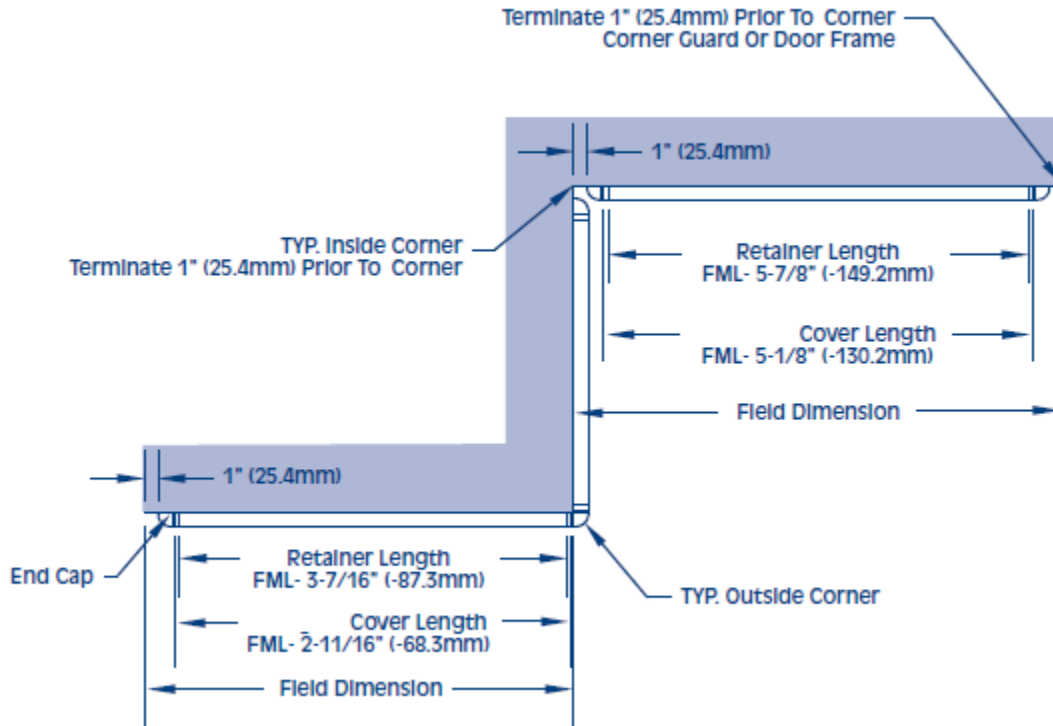 Terminate 1" (25.4mm) Prior To Corner
Corner Guard Or Door Frame
1" (25.4mm)
TYP. Inside Corner
Terminate 1" (25.4mm) Prior To Corner
Retainer Length
FML- 5-7/8" (-149.2mm)
Cover Length
FML- 5-1/8" (-130.2mm)
Field Dimension
1" (25.4mm)
End Cap
Retainer Length
FML- 3-7/16" (-87.3mm)
TYP. Outside Corner
Cover Length
FML- 2-11/16" (-68.3mm)
Field Dimension